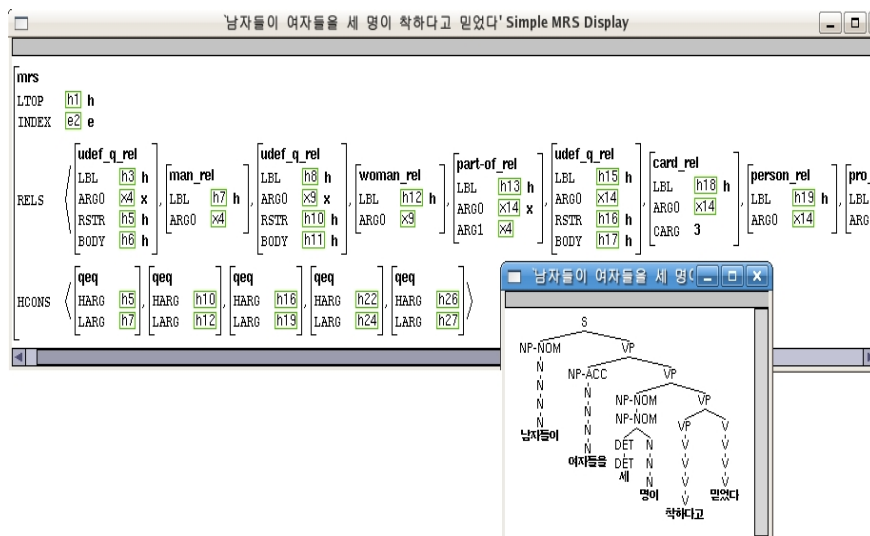 '남자들이 여자들을 세 명이 착하다고 믿었다' Simple MRS Display
mrs
LTOP h1 h
INDEX e2 e
RELS
udef_q_rel
LBL h3 h
ARG0 x4 x
RSTR h5 h
BODY h6 h
man_rel
LBL h7 h
ARG0 x4
udef_q_rel
LBL h8 h
ARG0 x9 x
RSTR h10 h
BODY h11 h
woman_rel
LBL h12 h
ARG0 x9
part-of_rel
LBL h13 h
ARG0 x14 x
ARG1 x4
udef_q_rel
LBL h15 h
ARG0 x14
RSTR h16 h
BODY h17 h
card_rel
LBL h18 h
ARG0 x14
CARG 3
person_rel
LBL h19 h
ARG0 x14
pro_
LBL
ARG
HCONS
qeq
HARG h5
LARG h7
qeq
HARG h10
LARG h12
qeq
HARG h16
LARG h19
qeq
HARG h22
LARG h24
qeq
HARG h26
LARG h27
'남자들이 여자들을 세 명
S
NP-NOM VP
N NP-ACC VP
N N NP-NOM VP
N N NP-NOM VP V
N N DET N V V
남자들이 N DET N V V
여자들을 세 N V V
명이 V 믿었다
착하다고